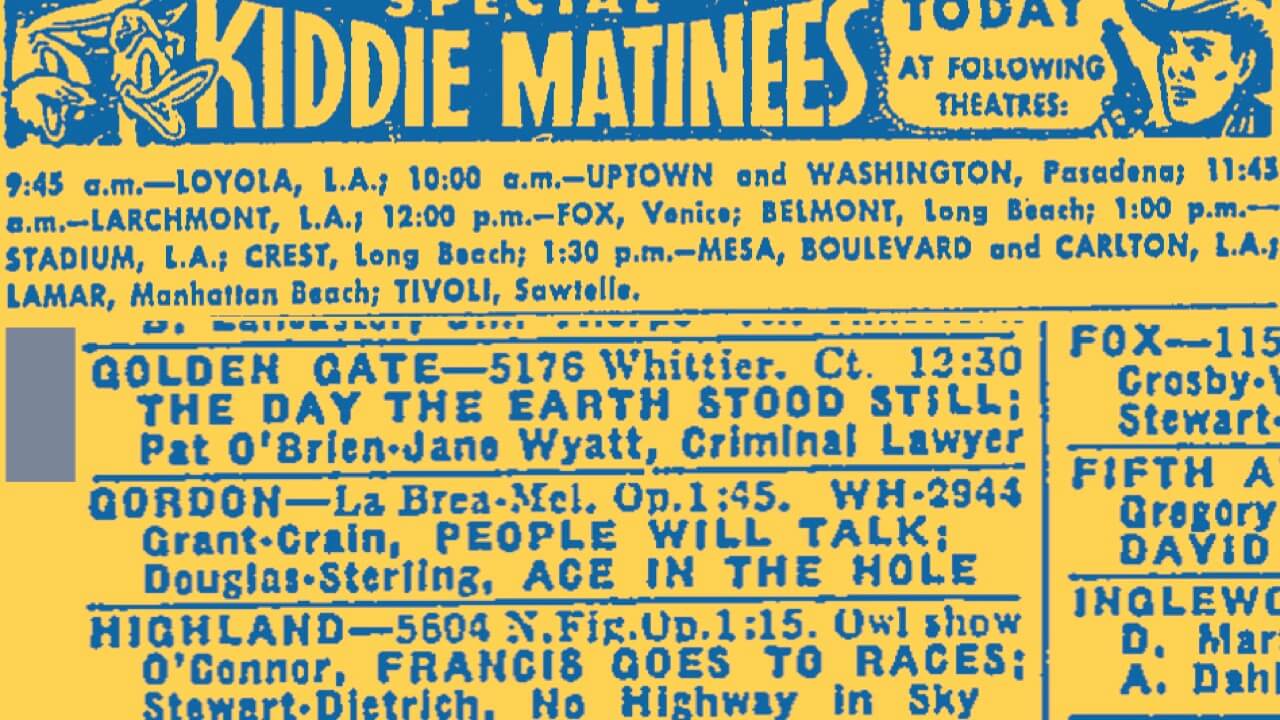 SPECIAL
KIDDIE MATINEES
TODAY
AT FOLLOWING
THEATRES:
9:45 a.m.—LOYOLA, L.A.; 10:00 a.m.—UPTOWN and WASHINGTON, Pasadena; 11:45
a.m.—LARCHMONT, L.A.; 12:00 p.m.—FOX, Venice; BELMONT, Long Beach; 1:00 p.m.—
STADIUM, L.A.; CREST, Long Beach; 1:30 p.m.—MESA, BOULEVARD and CARLTON, L.A.;
LAMAR, Manhattan Beach; TIVOLI, Sawtelle.
GOLDEN GATE—5176 Whittier. Ct. 12:30
THE DAY THE EARTH STOOD STILL;
Pat O'Brien-Jane Wyatt, Criminal Lawyer
GORDON—La Brea-Mel. Op.1:45. WH-2944
Grant-Crain, PEOPLE WILL TALK;
Douglas-Sterling, ACE IN THE HOLE
HIGHLAND—5604 N.Fig.Op.1:15. Owl show
O'Connor, FRANCIS GOES TO RACES;
Stewart-Dietrich, No Highway in Sky
FOX—115
Crosby-
Stewart-
FIFTH A
Gregory
DAVID
INGLEWO
D. Mar
A. Dahl